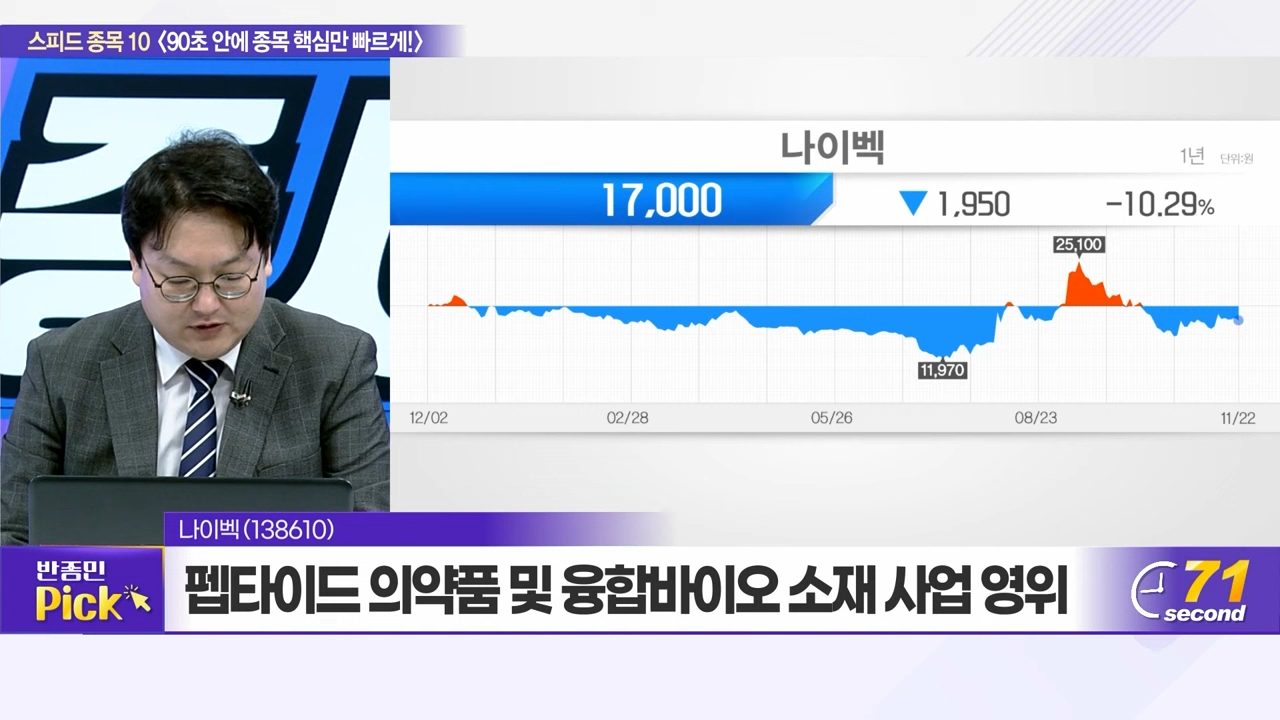 스피드 종목 10 〈90초 안에 종목 핵심만 빠르게!〉
나이벡
1년 단위:원
17,000 ▼ 1,950 -10.29%
25,100
11,970
12/02 02/28 05/26 08/23 11/22
나이벡(138610)
반종민
Pick
펩타이드 의약품 및 융합바이오 소재 사업 영위
71
second